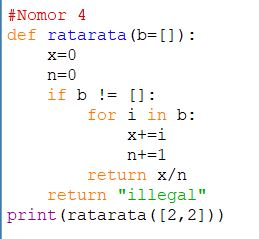 #Nomor 4
def ratarata(b=[]):
    x=0
    n=0
    if b != []:
        for i in b:
            x+=i
            n+=1
        return x/n
    return "illegal"
print(ratarata([2,2]))